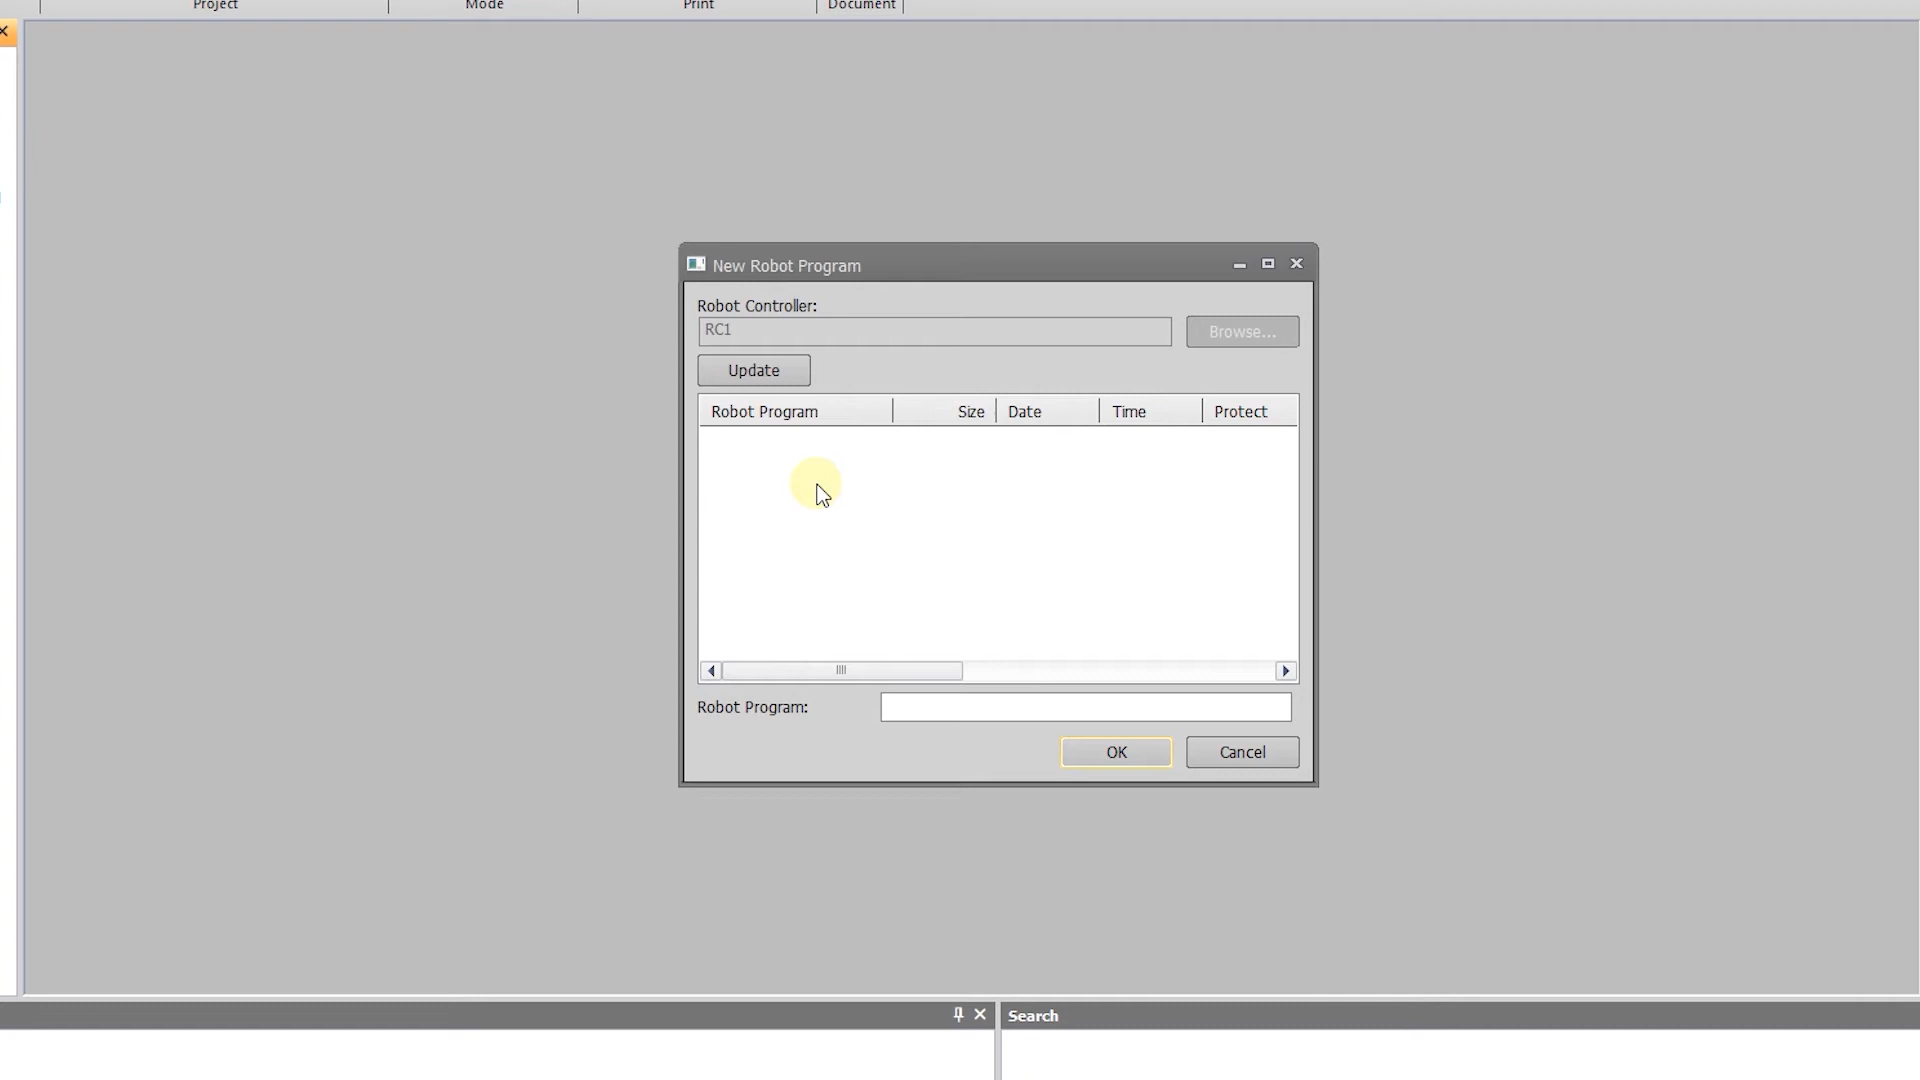 Project Mode Print Document
New Robot Program
Robot Controller:
RC1 Browse...
Update
Robot Program Size Date Time Protect
Robot Program:
OK Cancel
Search